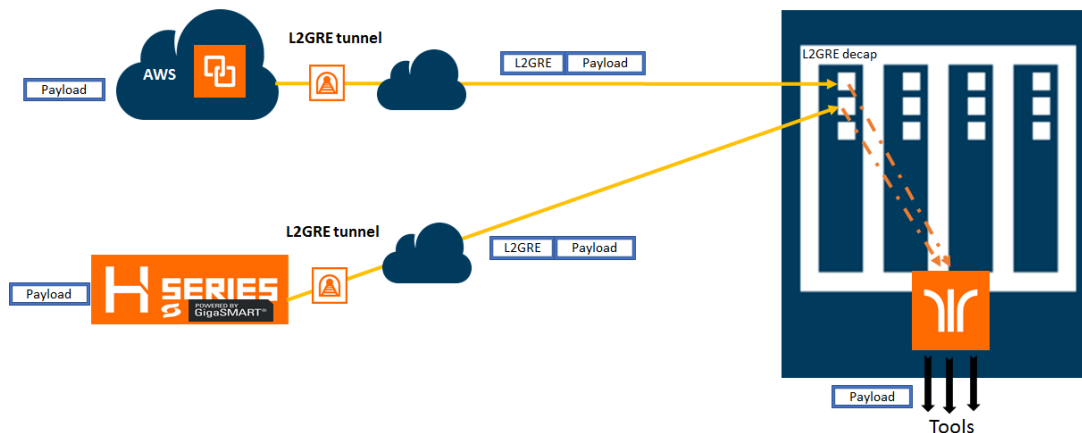 L2GRE tunnel
AWS
Payload
L2GRE
Payload
L2GRE decap
L2GRE tunnel
L2GRE
Payload
Payload
H SERIES
POWERED BY
GigaSMART®
Payload
Tools